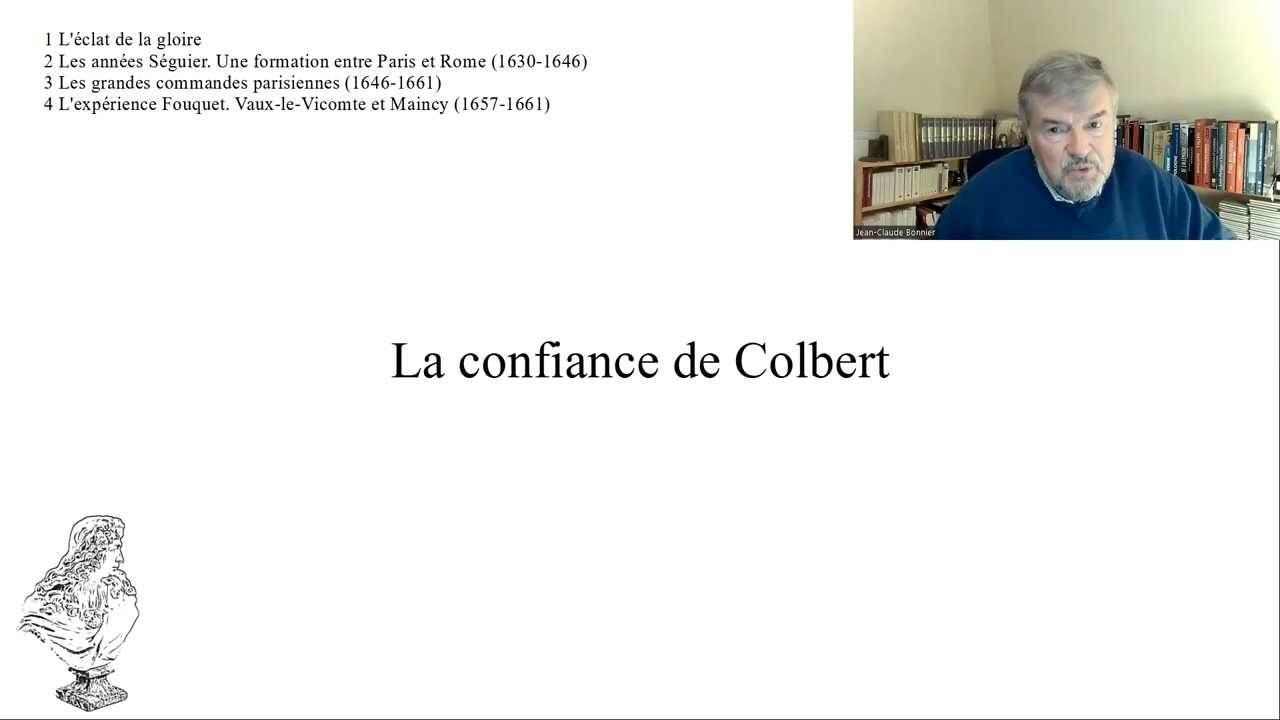 1 L'éclat de la gloire
2 Les années Séguier. Une formation entre Paris et Rome (1630-1646)
3 Les grandes commandes parisiennes (1646-1661)
4 L'expérience Fouquet. Vaux-le-Vicomte et Maincy (1657-1661)
Jean-Claude Bonnier
La confiance de Colbert